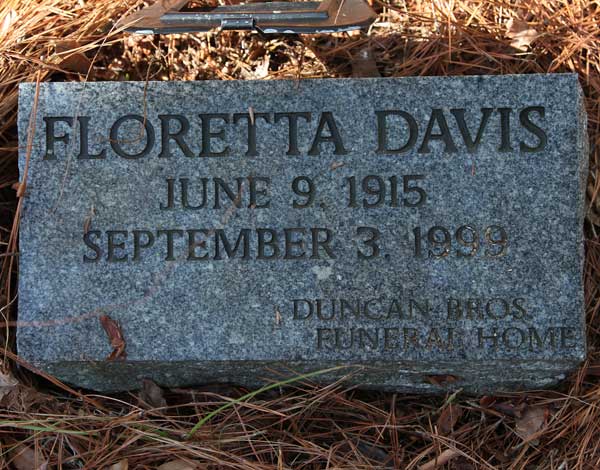 FLORETTA DAVIS
JUNE 9, 1915
SEPTEMBER 3, 1999
DUNCAN BROS.
FUNERAL HOME